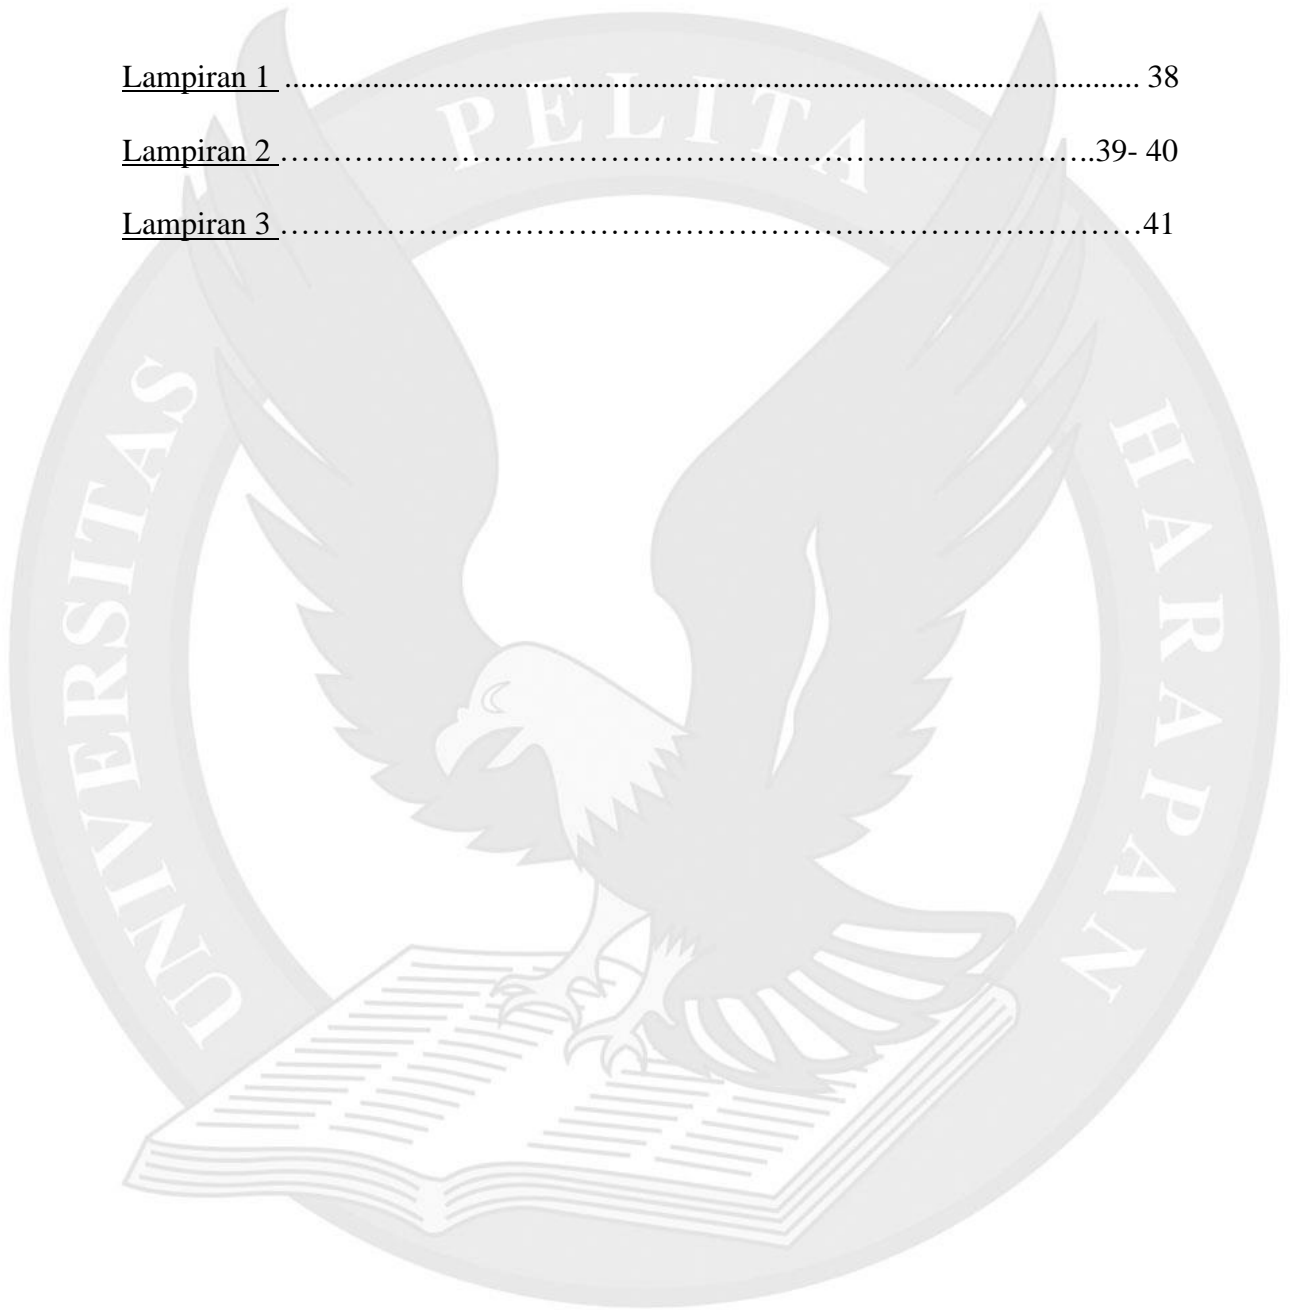 Lampiran 1 ........................................................................................................... 38
Lampiran 2 …………………………………………………………………………..39- 40
Lampiran 3 ………………………………………………………………………………41
UNIVERSITAS PELITA HARAPAN